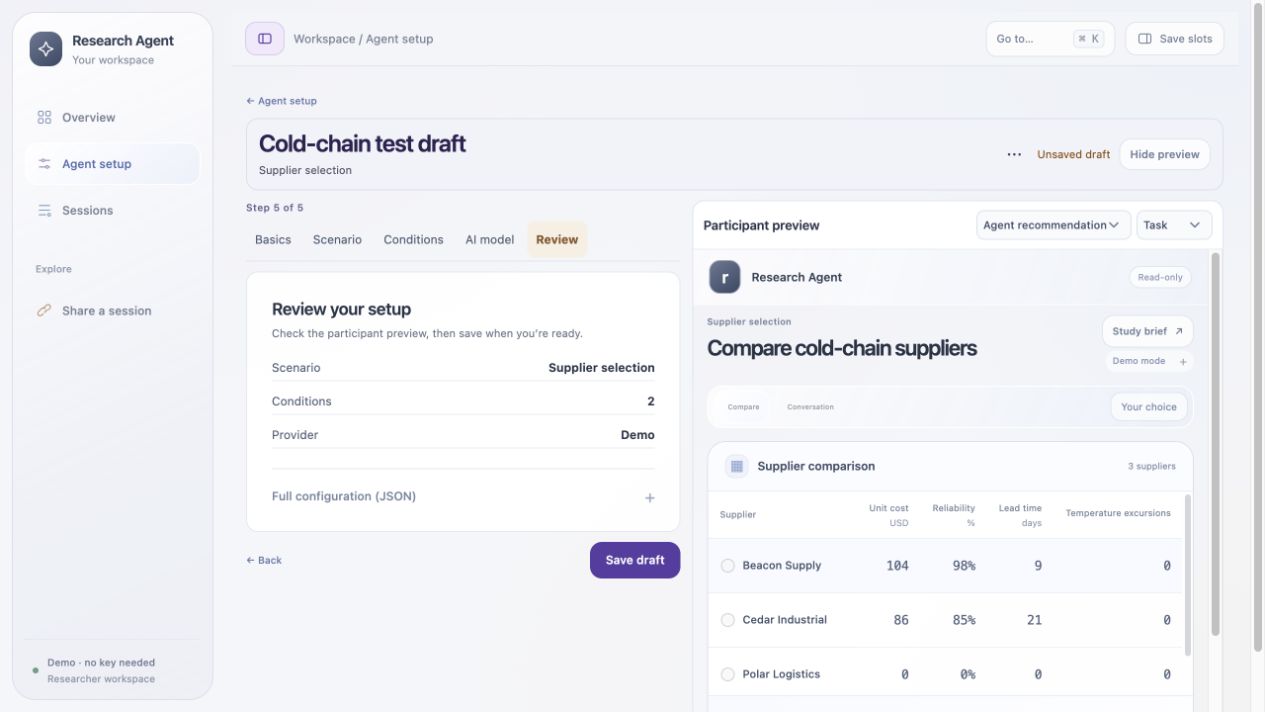 Research Agent
Your workspace
Overview
Agent setup
Sessions
Explore
Share a session
Demo · no key needed
Researcher workspace
Workspace / Agent setup
Go to... ⌘ K
Save slots
← Agent setup
Cold-chain test draft
Supplier selection
··· Unsaved draft Hide preview
Step 5 of 5
Basics Scenario Conditions AI model Review
Review your setup
Check the participant preview, then save when you're ready.
Scenario Supplier selection
Conditions 2
Provider Demo
Full configuration (JSON) +
← Back Save draft
Participant preview Agent recommendation Task
r Research Agent Read-only
Supplier selection
Compare cold-chain suppliers
Study brief ↗
Demo mode +
Compare Conversation Your choice
Supplier comparison 3 suppliers
Supplier Unit cost USD Reliability % Lead time days Temperature excursions
Beacon Supply 104 98% 9 0
Cedar Industrial 86 85% 21 0
Polar Logistics 0 0% 0 0